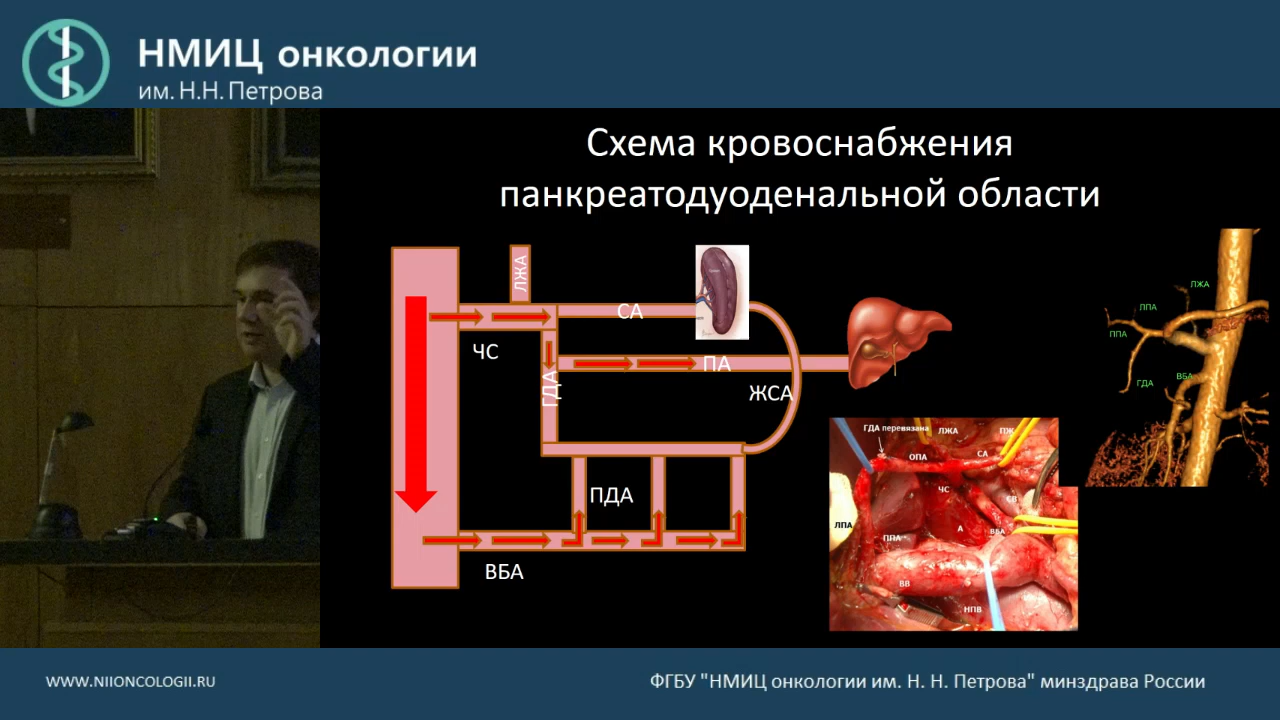 НМИЦ онкологии
им. Н.Н. Петрова
Схема кровоснабжения
панкреатодуоденальной области
ЛЖА
СА
ЧС
ПА
ГДА
ЖСА
ПДА
ВБА
ЛЖА
ЛПА
ППА
ГДА
ВБА
ГДА перевязана
ЛЖА
ПЖ
ОПА
СА
ЧС
СВ
ЛПА
А
ВБА
ППА
ВВ
НПВ
WWW.NIIONCOLOGII.RU
ФГБУ "НМИЦ онкологии им. Н. Н. Петрова" минздрава России